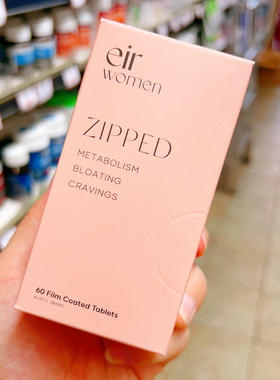 eir
women
ZIPPED
METABOLISM
BLOATING
CRAVINGS
60 Film Coated Tablets